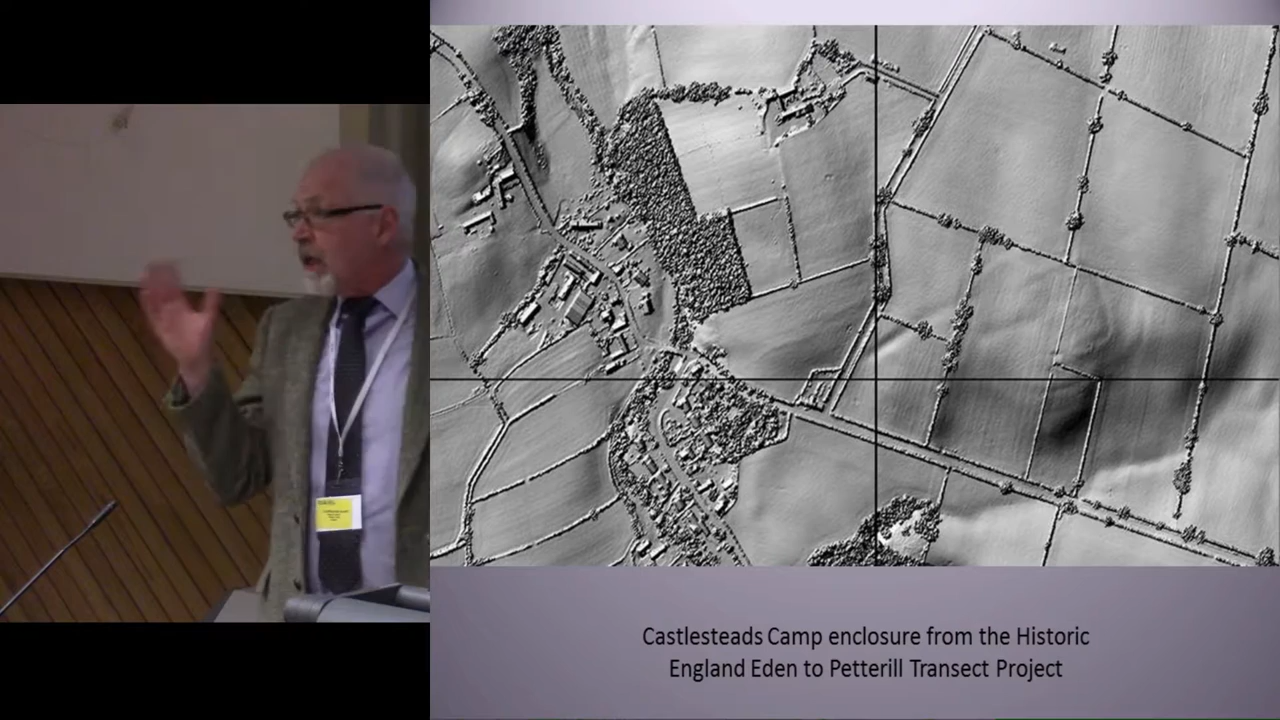 Castlesteads Camp enclosure from the Historic
England Eden to Petterill Transect Project